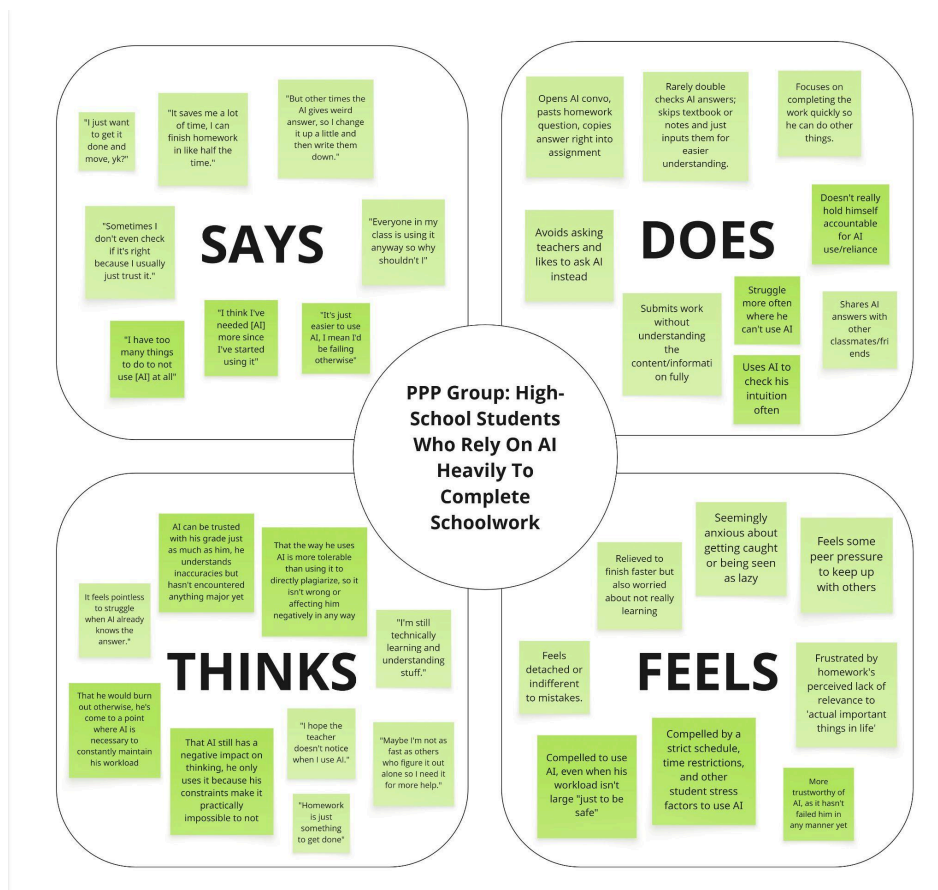 "I just want
to get it
done and
move, yk?"
"It saves me a lot
of time, I can
finish homework
in like half the
time."
"But other times the
AI gives weird
answer, so I change
it up a little and
then write them
down."
"Sometimes I
don't even check
if it's right
because I usually
just trust it."
SAYS
"Everyone in my
class is using it
anyway so why
shouldn't I"
"I have too
many things
to do to not
use [AI] at all"
"I think I've
needed [AI]
more since
I've started
using it"
"It's just
easier to use
AI, I mean I'd
be failing
otherwise"
Opens AI convo,
pasts homework
question, copies
answer right into
assignment
Rarely double
checks AI answers;
skips textbook or
notes and just
inputs them for
easier
understanding.
Focuses on
completing the
work quickly so
he can do other
things.
Avoids asking
teachers and
likes to ask AI
instead
DOES
Doesn't really
hold himself
accountable
for AI
use/reliance
Submits work
without
understanding
the
content/informati
on fully
Struggle
more often
where he
can't use AI
Shares AI
answers with
other
classmates/fri
ends
Uses AI to
check his
intuition
often
PPP Group: High-
School Students
Who Rely On AI
Heavily To
Complete
Schoolwork
It feels pointless
to struggle
when AI already
knows the
answer."
AI can be trusted
with his grade just
as much as him, he
understands
inaccuracies but
hasn't encountered
anything major yet
That the way he uses
AI is more tolerable
than using it to
directly plagiarize, so it
isn't wrong or
affecting him
negatively in any way
"I'm still
technically
learning and
understanding
stuff."
THINKS
That he would burn
out otherwise, he's
come to a point
where AI is
necessary to
constantly maintain
his workload
That AI still has a
negative impact on
thinking, he only
uses it because his
constraints make it
practically
impossible to not
"I hope the
teacher
doesn't notice
when I use AI."
"Maybe I'm not as
fast as others
who figure it out
alone so I need it
for more help."
"Homework
is just
something
to get done"
Relieved to
finish faster but
also worried
about not really
learning
Seemingly
anxious about
getting caught
or being seen
as lazy
Feels some
peer pressure
to keep up
with others
Feels
detached or
indifferent
to mistakes.
FEELS
Frustrated by
homework's
perceived lack of
relevance to
'actual important
things in life'
Compelled to use
AI, even when his
workload isn't
large "just to be
safe"
Compelled by a
strict schedule,
time restrictions,
and other
student stress
factors to use AI
More
trustworthy of
AI, as it hasn't
failed him in
any manner yet